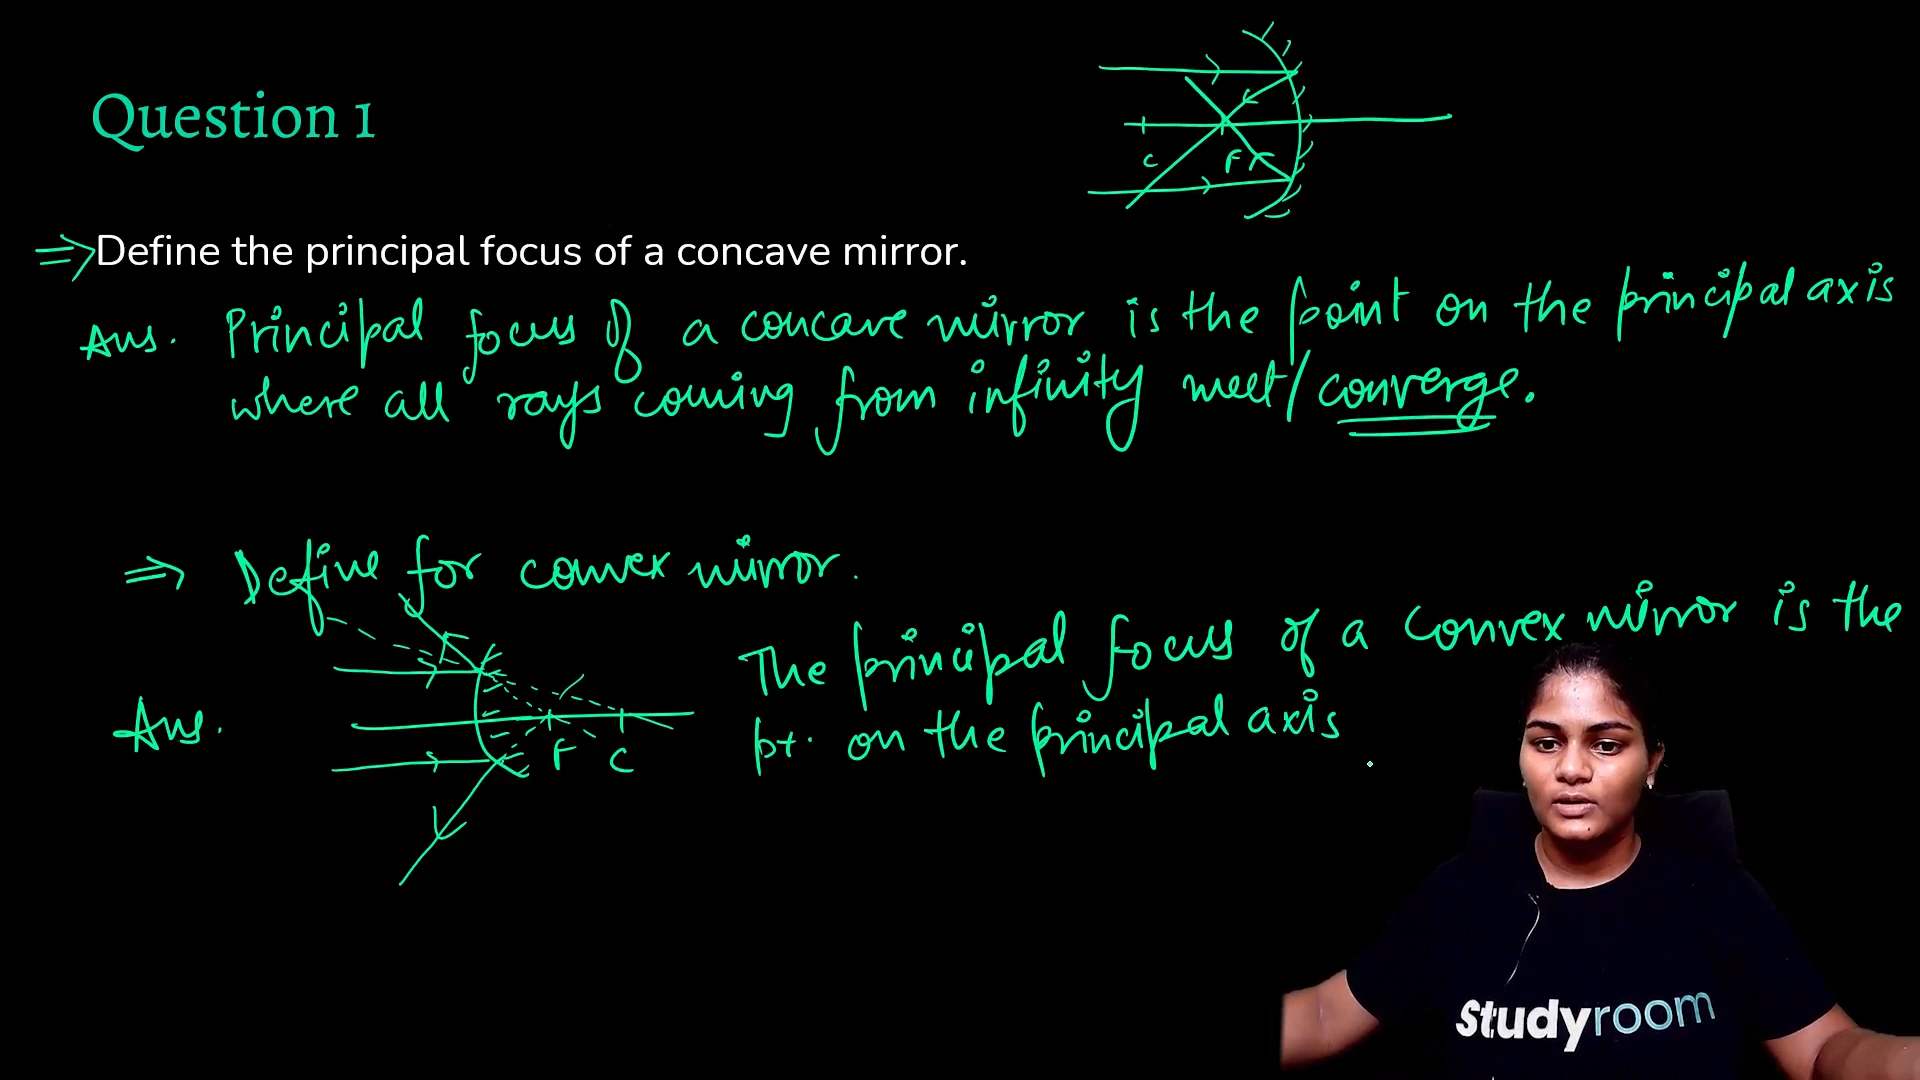 Question 1
C
F
⇒Define the principal focus of a concave mirror.
Ans. Principal focus of a concave mirror is the point on the principal axis
where all rays coming from infinity meet/converge.
⇒ Define for convex mirror.
Ans.
F C
The principal focus of a convex mirror is the
pt. on the principal axis
Studyroom